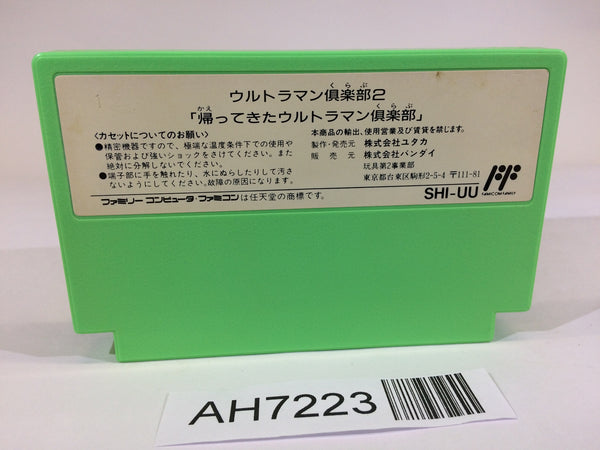 ウルトラマン倶楽部2
くらぶ
「帰ってきたウルトラマン倶楽部」
かえ
くらぶ
〈カセットについてのお願い〉
●精密機器ですので、極端な温度条件下での使用や
保管および強いショックをさけてください。また
絶対に分解しないでください。
●端子部に手を触れたり、水にぬらしたりして汚さ
ないようにしてください。故障の原因になります。
本商品の輸出、使用営業及び賃貸を禁じます。
製作・発売元 株式会社ユタカ
販売元 株式会社バンダイ
玩具第2事業部
東京都台東区駒形2-5-4 〒111-81
ファミリーコンピュータ・ファミコンは任天堂の商標です。
SHI-UU
FAMICOM FAMILY
AH7223